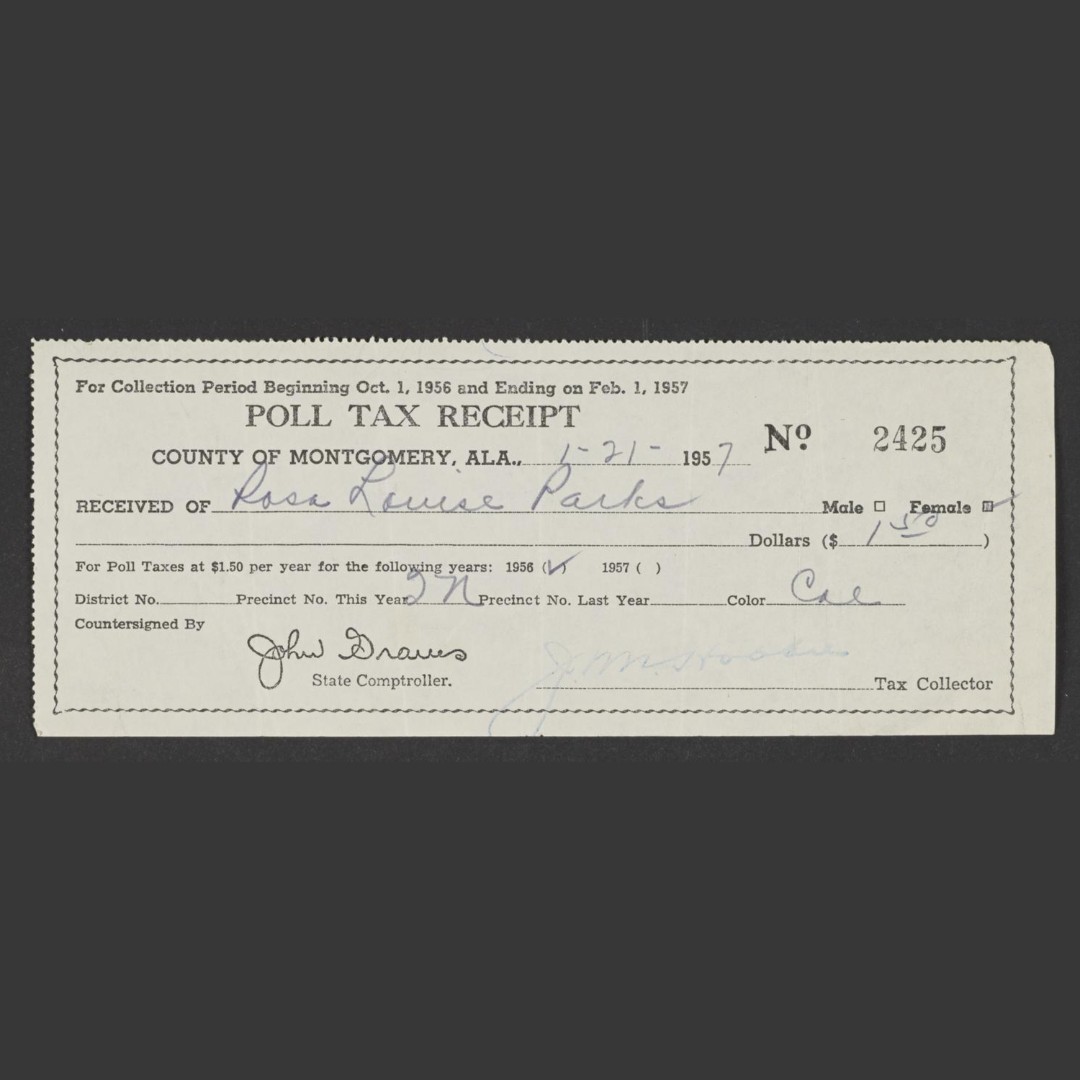 For Collection Period Beginning Oct. 1, 1956 and Ending on Feb. 1, 1957
POLL TAX RECEIPT
Nº 2425
COUNTY OF MONTGOMERY, ALA., 1-21- 1957
RECEIVED OF Rosa Louise Parks Male Female
Dollars ($ 1.50 )
For Poll Taxes at $1.50 per year for the following years: 1956 (✓) 1957 ( )
District No. Precinct No. This Year 2N Precinct No. Last Year Color Col
Countersigned By
John Graves
State Comptroller.
Tax Collector